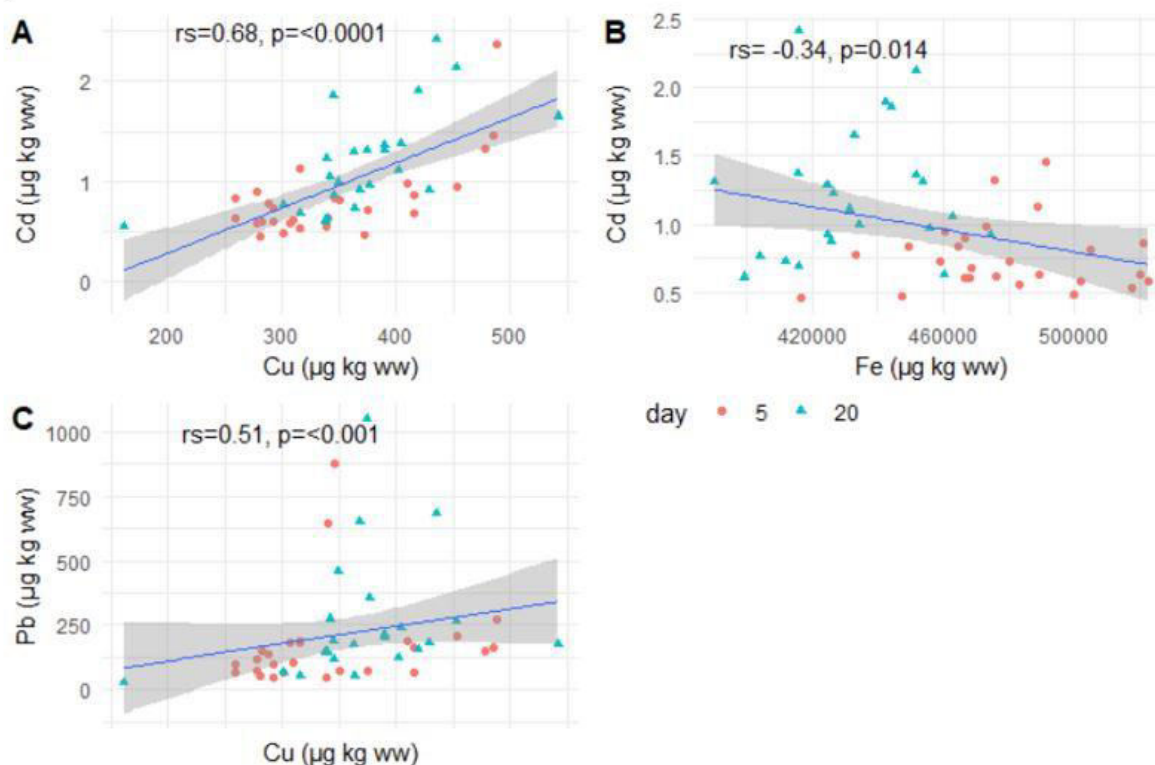 A
rs=0.68, p=<0.0001
Cd (µg kg ww)
2
1
0
200 300 400 500
Cu (µg kg ww)
B
rs= -0.34, p=0.014
Cd (µg kg ww)
2.5
2.0
1.5
1.0
0.5
420000 460000 500000
Fe (µg kg ww)
C
rs=0.51, p=<0.001
Pb (µg kg ww)
1000
750
500
250
0
Cu (µg kg ww)
day 5 20